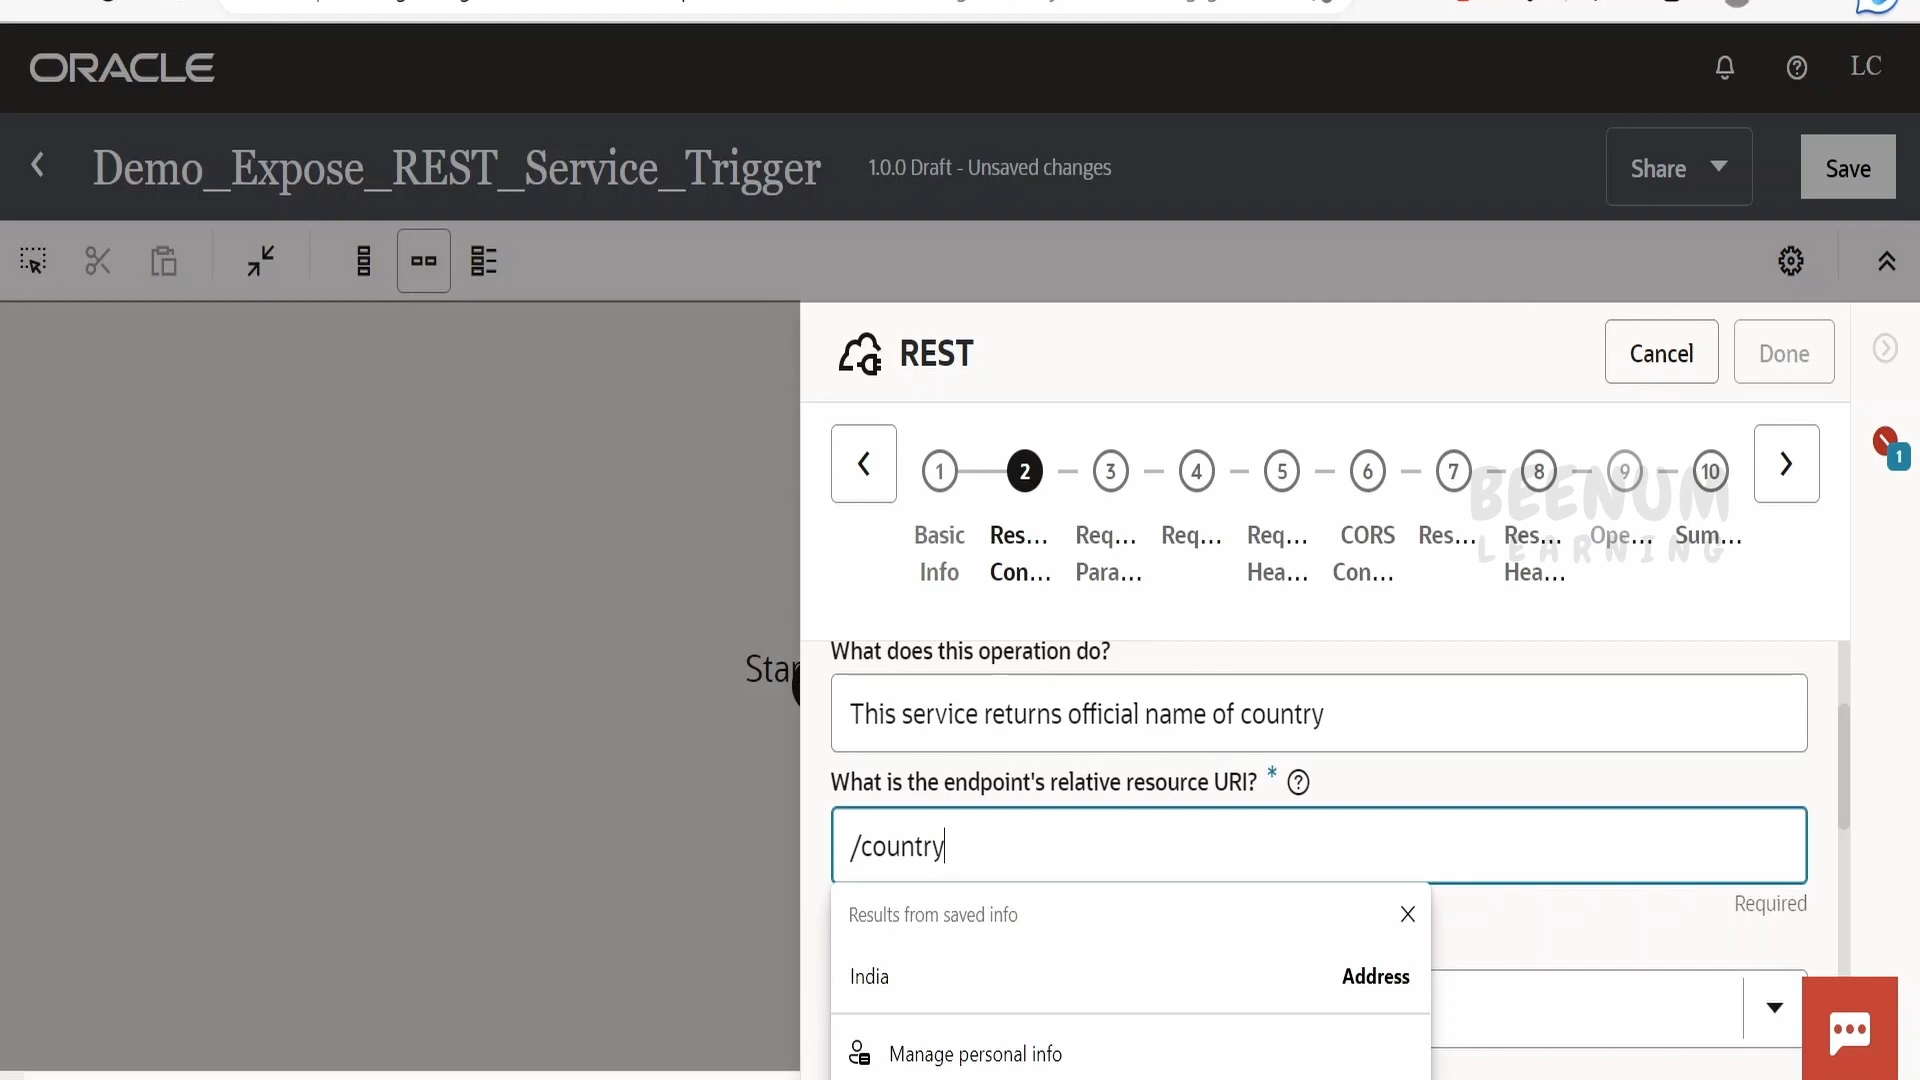 ORACLE
LC
Demo_Expose_REST_Service_Trigger
1.0.0 Draft - Unsaved changes
Share
Save
REST
Cancel
Done
1
2 3 4 5 6 7 8 9 10
1
BEENUM
LEARNING
Basic Res... Req... Req... Req... CORS Res... Res... Ope... Sum...
Info Con... Para... Hea... Con... Hea...
What does this operation do?
This service returns official name of country
What is the endpoint's relative resource URI? *
/country
Required
Results from saved info
India Address
Manage personal info